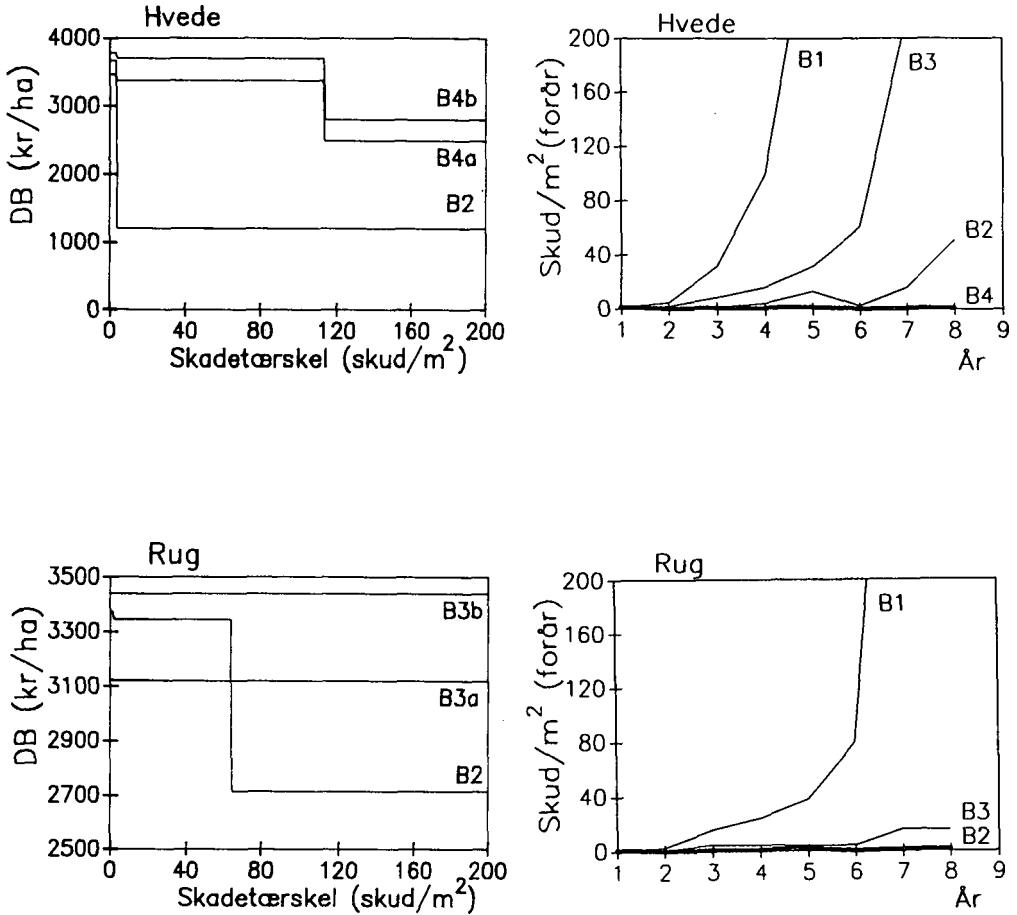 Hvede
DB (kr/ha)
4000
3000
2000
1000
0
0 40 80 120 160 200
Skadetærskel (skud/m²)
B4b
B4a
B2
Hvede
Skud/m² (forår)
200
160
120
80
40
0
1 2 3 4 5 6 7 8 9
År
B1
B3
B2
B4
Rug
DB (kr/ha)
3500
3300
3100
2900
2700
2500
0 40 80 120 160 200
Skadetærskel (skud/m²)
B3b
B3a
B2
Rug
Skud/m² (forår)
200
160
120
80
40
0
1 2 3 4 5 6 7 8 9
År
B1
B3
B2